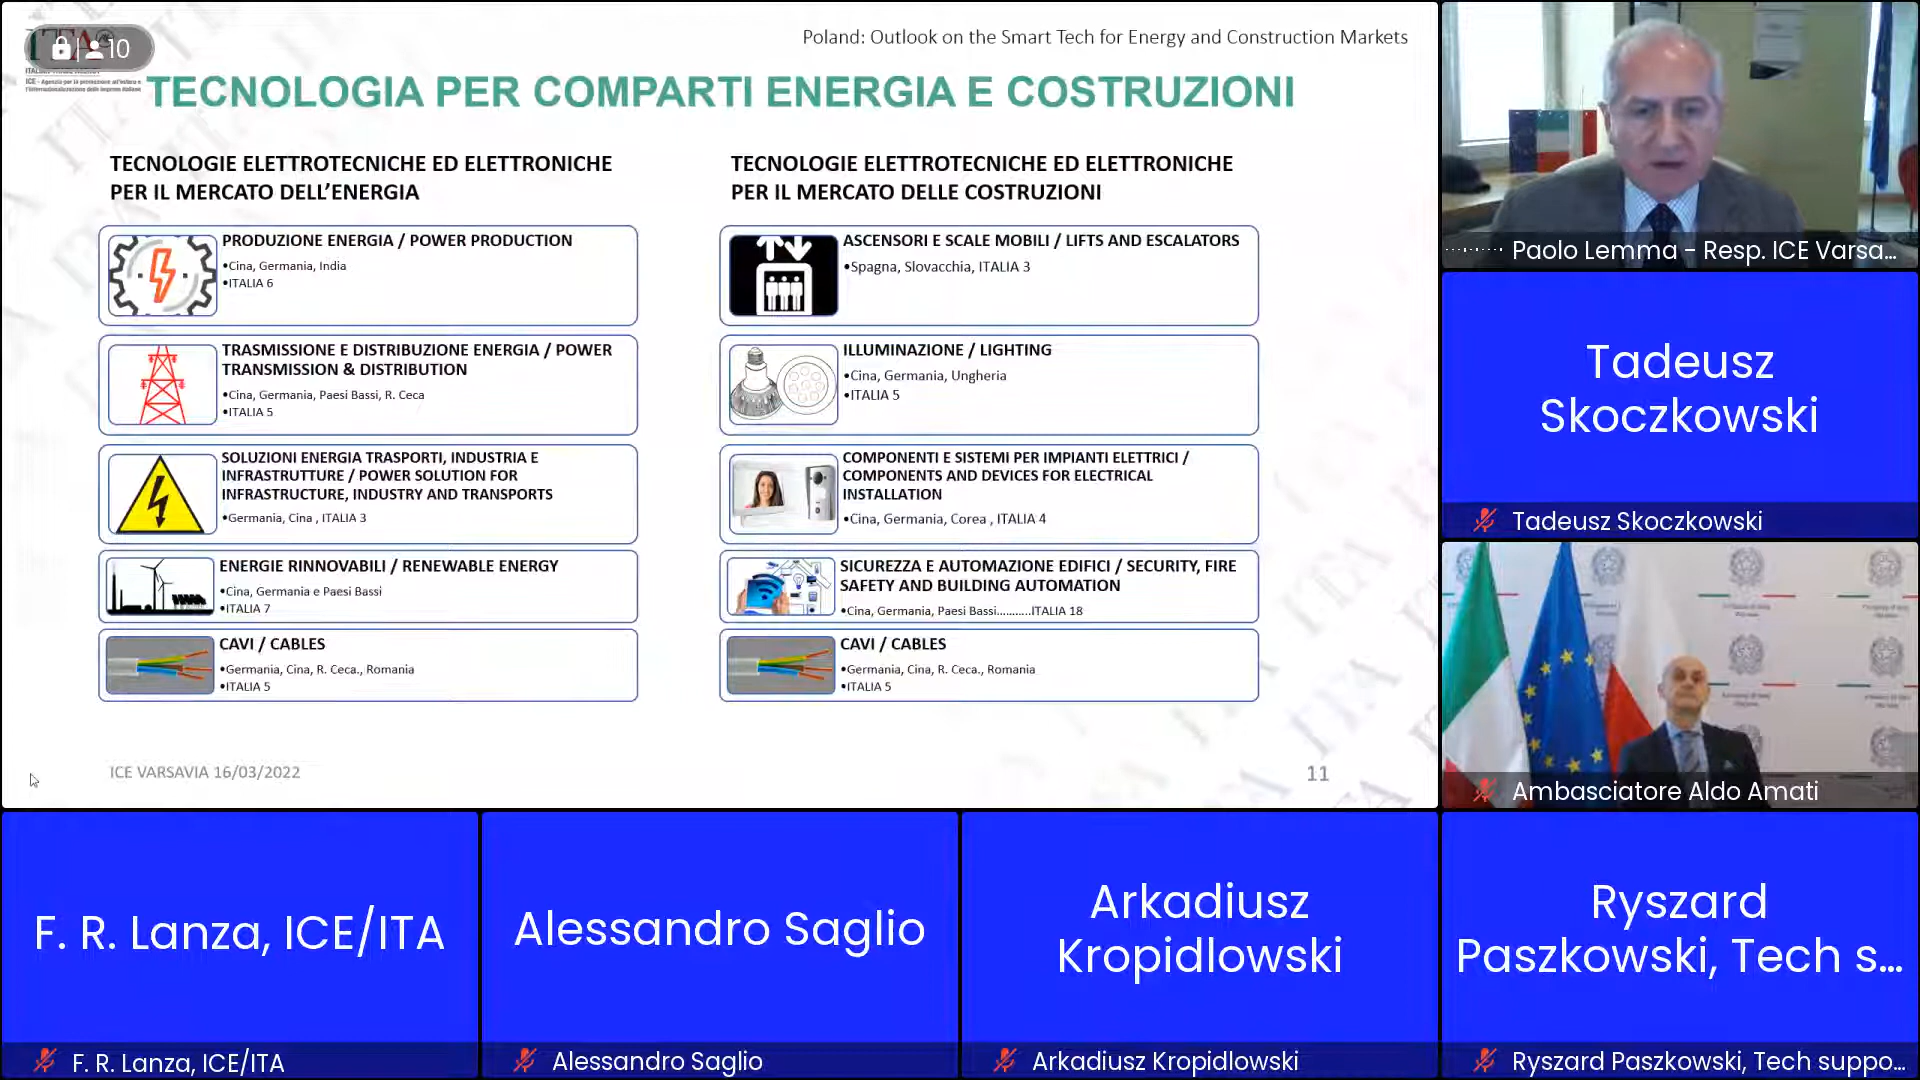 10
Poland: Outlook on the Smart Tech for Energy and Construction Markets
TECNOLOGIA PER COMPARTI ENERGIA E COSTRUZIONI
TECNOLOGIE ELETTROTECNICHE ED ELETTRONICHE
PER IL MERCATO DELL'ENERGIA
PRODUZIONE ENERGIA / POWER PRODUCTION
•Cina, Germania, India
•ITALIA 6
TRASMISSIONE E DISTRIBUZIONE ENERGIA / POWER
TRANSMISSION & DISTRIBUTION
•Cina, Germania, Paesi Bassi, R. Ceca
•ITALIA 5
SOLUZIONI ENERGIA TRASPORTI, INDUSTRIA E
INFRASTRUTTURE / POWER SOLUTION FOR
INFRASTRUCTURE, INDUSTRY AND TRANSPORTS
•Germania, Cina , ITALIA 3
ENERGIE RINNOVABILI / RENEWABLE ENERGY
•Cina, Germania e Paesi Bassi
•ITALIA 7
CAVI / CABLES
•Germania, Cina, R. Ceca., Romania
•ITALIA 5
TECNOLOGIE ELETTROTECNICHE ED ELETTRONICHE
PER IL MERCATO DELLE COSTRUZIONI
ASCENSORI E SCALE MOBILI / LIFTS AND ESCALATORS
•Spagna, Slovacchia, ITALIA 3
ILLUMINAZIONE / LIGHTING
•Cina, Germania, Ungheria
•ITALIA 5
COMPONENTI E SISTEMI PER IMPIANTI ELETTRICI /
COMPONENTS AND DEVICES FOR ELECTRICAL
INSTALLATION
•Cina, Germania, Corea , ITALIA 4
SICUREZZA E AUTOMAZIONE EDIFICI / SECURITY, FIRE
SAFETY AND BUILDING AUTOMATION
•Cina, Germania, Paesi Bassi...........ITALIA 18
CAVI / CABLES
•Germania, Cina, R. Ceca., Romania
•ITALIA 5
ICE VARSAVIA 16/03/2022
11
Paolo Lemma - Resp. ICE Varsa...
Tadeusz
Skoczkowski
Tadeusz Skoczkowski
Ambasciatore Aldo Amati
F. R. Lanza, ICE/ITA
F. R. Lanza, ICE/ITA
Alessandro Saglio
Alessandro Saglio
Arkadiusz
Kropidlowski
Arkadiusz Kropidlowski
Ryszard
Paszkowski, Tech s...
Ryszard Paszkowski, Tech suppo...